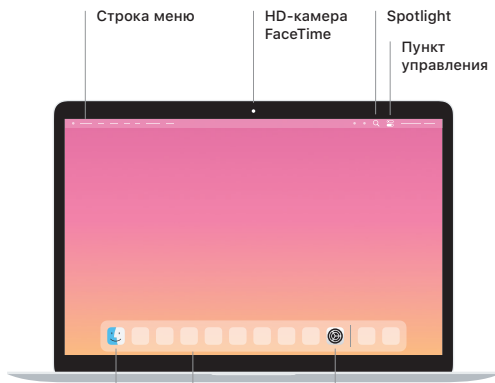 Строка меню
HD-камера
FaceTime
Spotlight
Пункт
управления